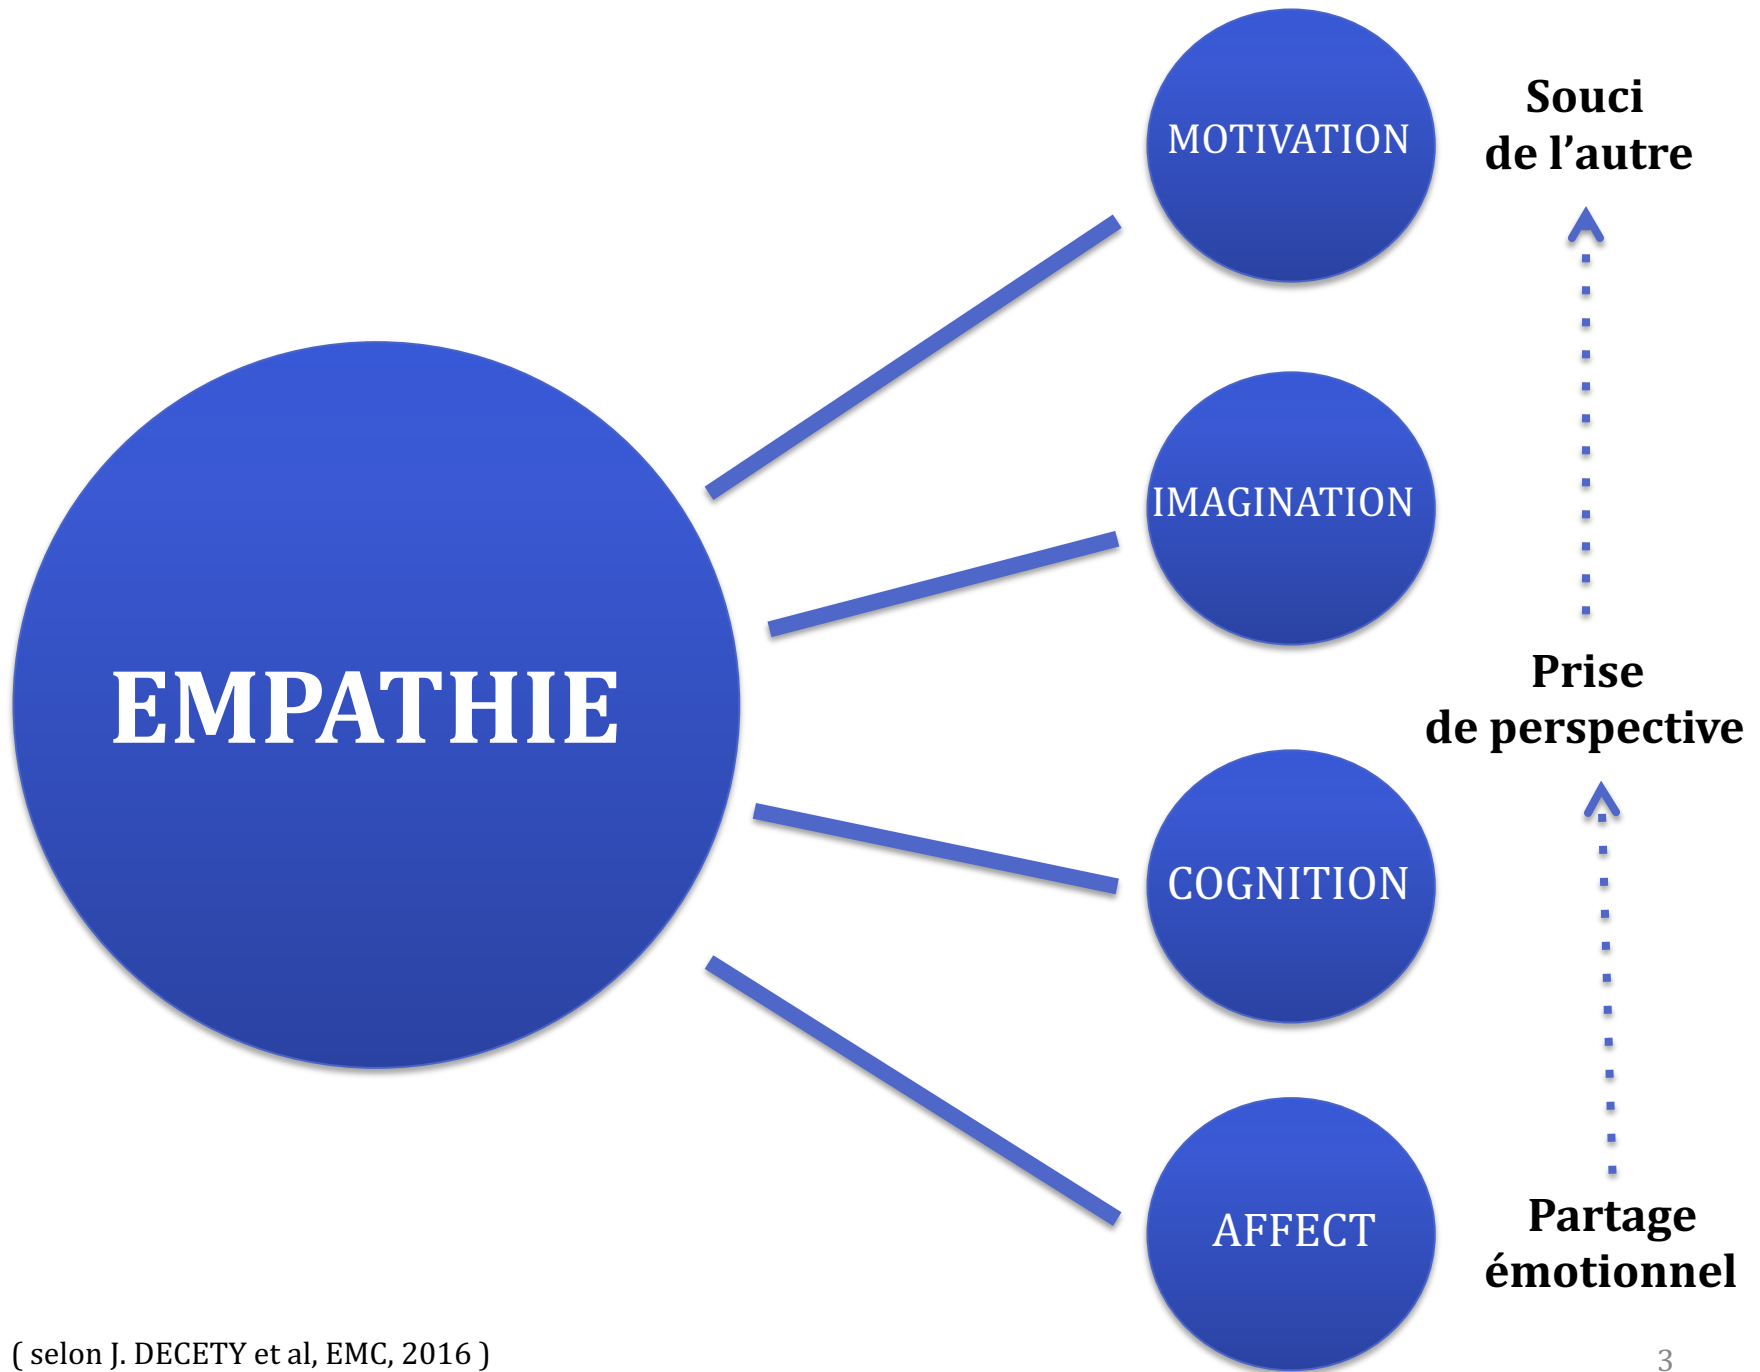 MOTIVATION
Souci
de l’autre
IMAGINATION
EMPATHIE
Prise
de perspective
COGNITION
AFFECT
Partage
émotionnel
( selon J. DECETY et al, EMC, 2016 )
3